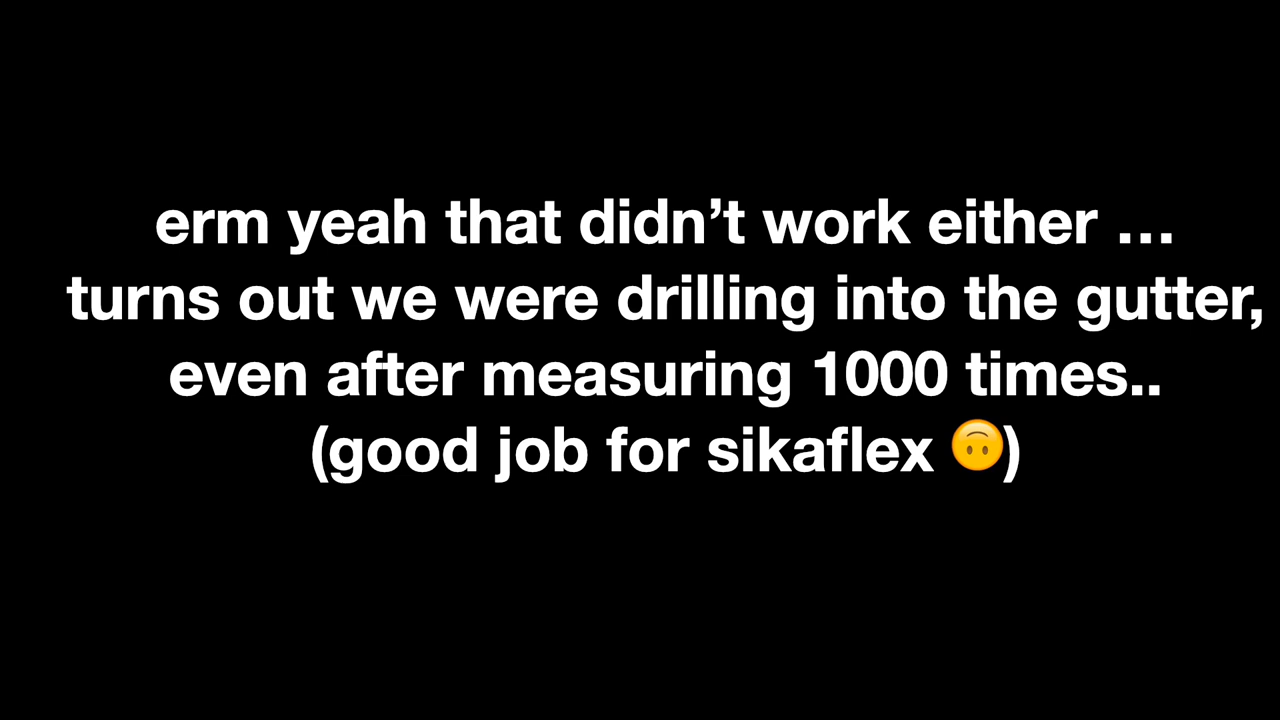 erm yeah that didn’t work either …
turns out we were drilling into the gutter,
even after measuring 1000 times..
(good job for sikaflex 🙃)